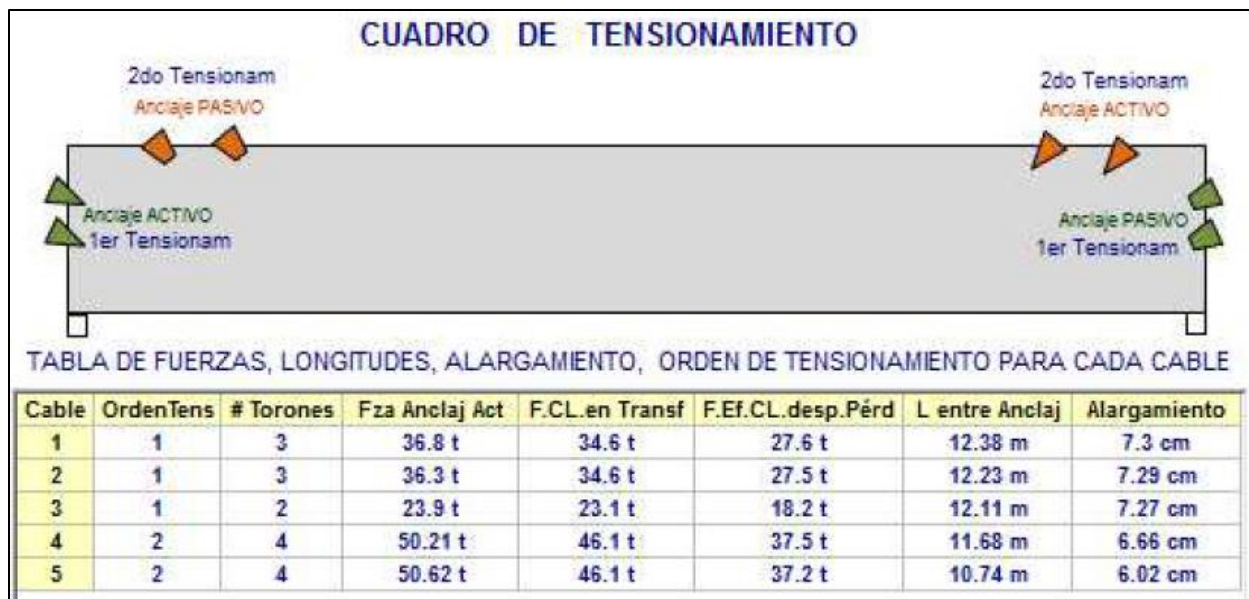 CUADRO DE TENSIONAMIENTO
2do Tensionam
Anclaje PASIVO
2do Tensionam
Anclaje ACTIVO
Anclaje ACTIVO
1er Tensionam
Anclaje PASIVO
1er Tensionam
TABLA DE FUERZAS, LONGITUDES, ALARGAMIENTO, ORDEN DE TENSIONAMIENTO PARA CADA CABLE
Cable OrdenTens # Torones Fza Anclaj Act F.CL.en Transf F.Ef.CL.desp.Pérd L entre Anclaj Alargamiento
1 1 3 36.8 t 34.6 t 27.6 t 12.38 m 7.3 cm
2 1 3 36.3 t 34.6 t 27.5 t 12.23 m 7.29 cm
3 1 2 23.9 t 23.1 t 18.2 t 12.11 m 7.27 cm
4 2 4 50.21 t 46.1 t 37.5 t 11.68 m 6.66 cm
5 2 4 50.62 t 46.1 t 37.2 t 10.74 m 6.02 cm